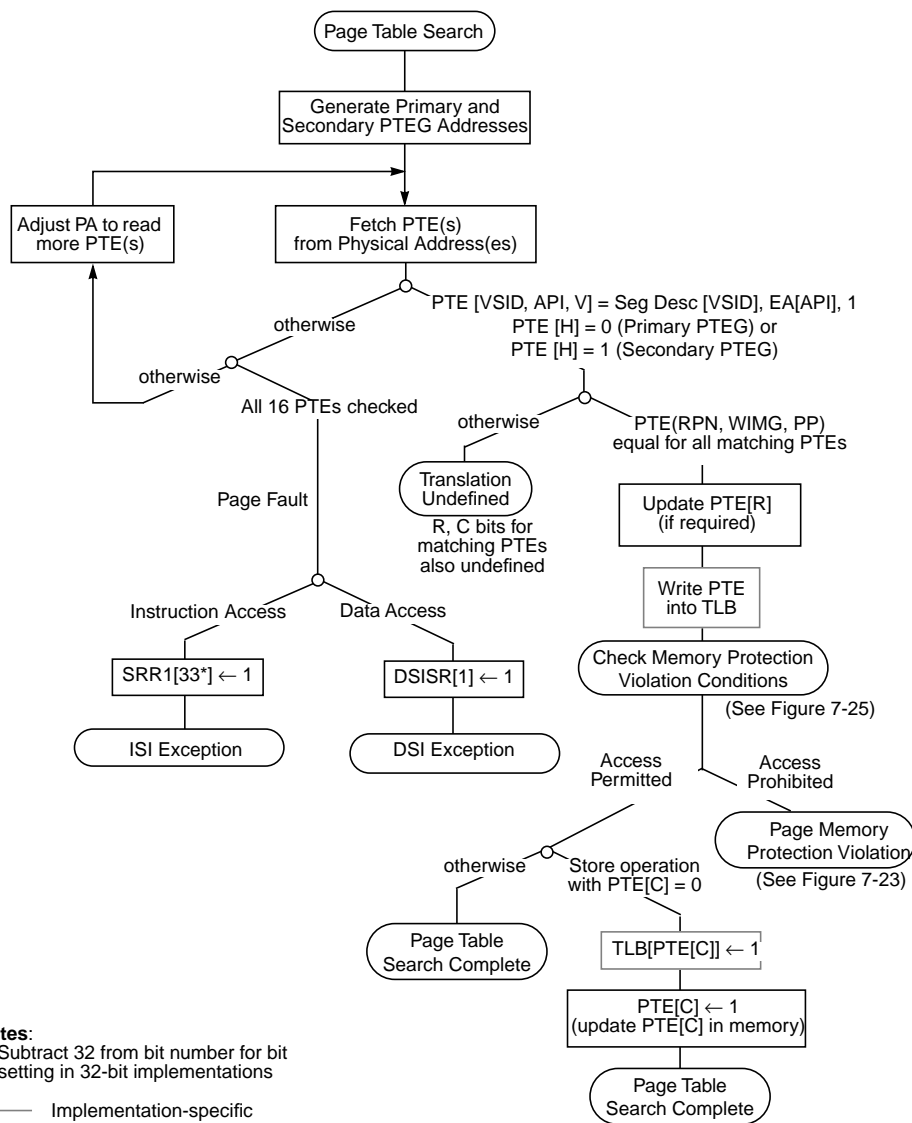 Page Table Search
Generate Primary and
Secondary PTEG Addresses
Adjust PA to read
more PTE(s)
Fetch PTE(s)
from Physical Address(es)
PTE [VSID, API, V] = Seg Desc [VSID], EA[API], 1
PTE [H] = 0 (Primary PTEG) or
PTE [H] = 1 (Secondary PTEG)
otherwise
otherwise
All 16 PTEs checked
otherwise
PTE(RPN, WIMG, PP)
equal for all matching PTEs
Translation
Undefined
R, C bits for
matching PTEs
also undefined
Page Fault
Update PTE[R]
(if required)
Write PTE
into TLB
Instruction Access
Data Access
SRR1[33*] ← 1
DSISR[1] ← 1
Check Memory Protection
Violation Conditions
(See Figure 7-25)
ISI Exception
DSI Exception
Access
Permitted
Access
Prohibited
Page Memory
Protection Violation
(See Figure 7-23)
otherwise
Store operation
with PTE[C] = 0
Page Table
Search Complete
TLB[PTE[C]] ← 1
PTE[C] ← 1
(update PTE[C] in memory)
Page Table
Search Complete
tes:
Subtract 32 from bit number for bit
setting in 32-bit implementations
Implementation-specific